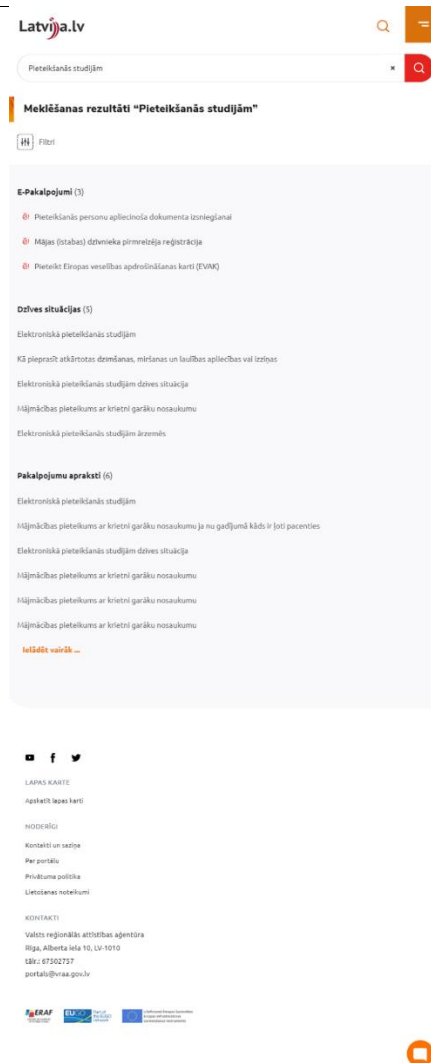 Latvija.lv
Pieteikšanās studijām
Meklēšanas rezultāti “Pieteikšanās studijām”
Filtri
E-Pakalpojumi (3)
Pieteikšanās personu apliecinoša dokumenta izsniegšanai
Mājas (istabas) dzīvnieka pirmreizēja reģistrācija
Pieteikt Eiropas veselības apdrošināšanas karti (EVAK)
Dzīves situācijas (5)
Elektroniskā pieteikšanās studijām
Kā pieprasīt atkārtotas dzimšanas, miršanas un laulības apliecības vai izziņas
Elektroniskā pieteikšanās studijām dzīves situācija
Mājmācības pieteikums ar krietni garāku nosaukumu
Elektroniskā pieteikšanās studijām ārzemēs
Pakalpojumu apraksti (6)
Elektroniskā pieteikšanās studijām
Mājmācības pieteikums ar krietni garāku nosaukumu ja nu gadījumā kāds ir ļoti pacenties
Elektroniskā pieteikšanās studijām dzīves situācija
Mājmācības pieteikums ar krietni garāku nosaukumu
Mājmācības pieteikums ar krietni garāku nosaukumu
Mājmācības pieteikums ar krietni garāku nosaukumu
Ielādēt vairāk ...
LAPAS KARTE
Apskatīt lapas karti
NODERĪGI
Kontakti un saziņa
Par portālu
Privātuma politika
Lietošanas noteikumi
KONTAKTI
Valsts reģionālās attīstības aģentūra
Rīga, Alberta iela 10, LV-1010
tālr.: 67502757
portals@vraa.gov.lv
ERAF
EUGO